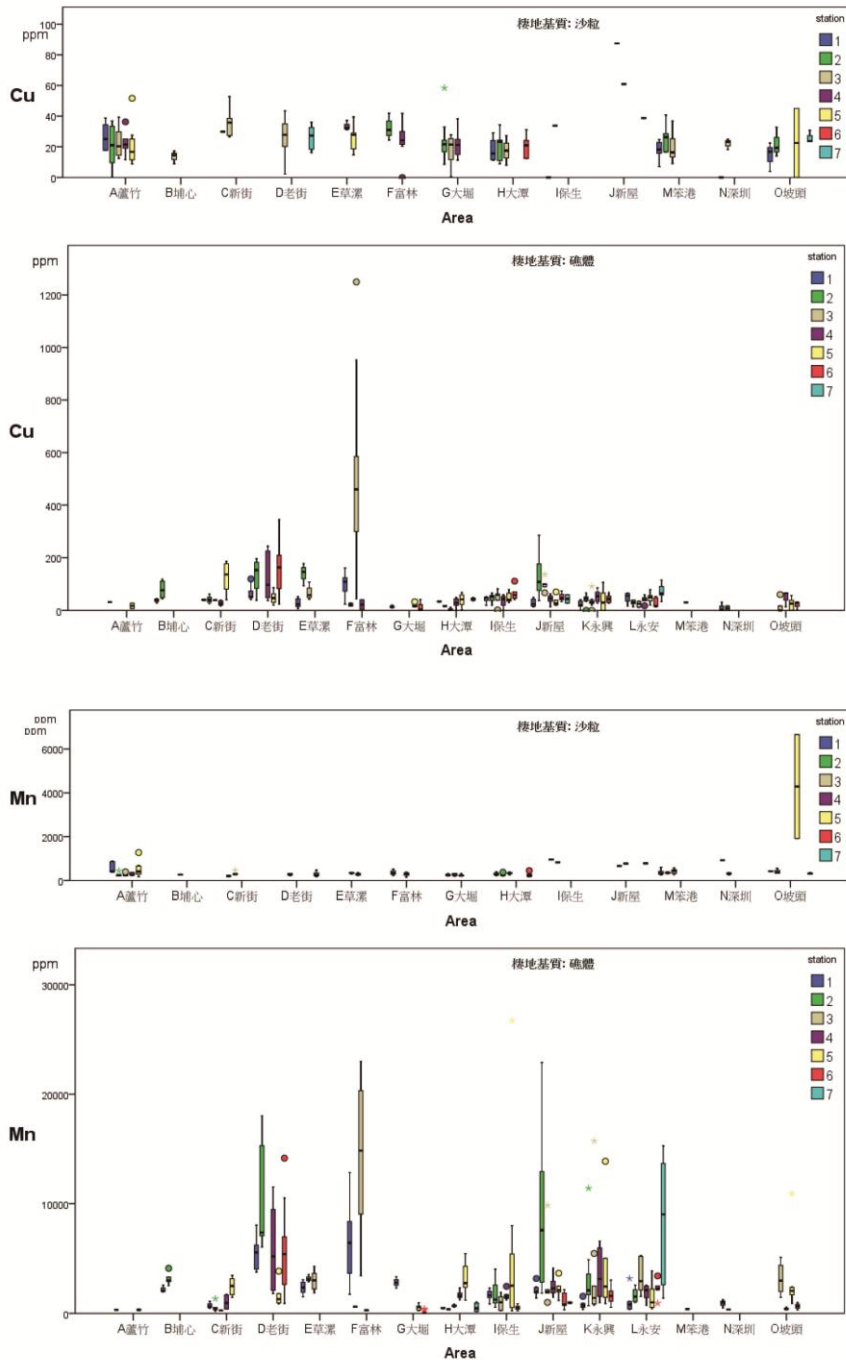 ppm
棲地基質: 沙粒
station
100
80
60
40
20
0
Cu
1
2
3
4
5
6
7
A蘆竹 B埔心 C新街 D老街 E草漯 F富林 G大堀 H大潭 I保生 J新屋 M笨港 N深圳 O坡頭
Area
ppm
棲地基質: 礁體
station
1200
1000
800
600
400
200
0
Cu
1
2
3
4
5
6
7
A蘆竹 B埔心 C新街 D老街 E草漯 F富林 G大堀 H大潭 I保生 J新屋 K永興 L永安 M笨港 N深圳 O坡頭
Area
ppm
ppm
棲地基質: 沙粒
station
6000
4000
2000
0
Mn
1
2
3
4
5
6
7
A蘆竹 B埔心 C新街 D老街 E草漯 F富林 G大堀 H大潭 I保生 J新屋 M笨港 N深圳 O坡頭
Area
ppm
棲地基質: 礁體
station
30000
20000
10000
0
Mn
1
2
3
4
5
6
7
A蘆竹 B埔心 C新街 D老街 E草漯 F富林 G大堀 H大潭 I保生 J新屋 K永興 L永安 M笨港 N深圳 O坡頭
Area